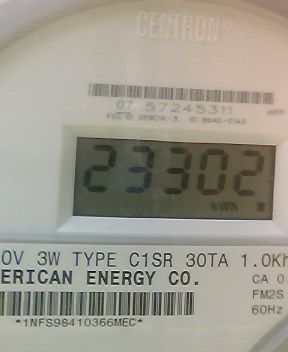 CENTRON®
07 57245311
23302
kWh
0V 3W TYPE C1SR 30TA 1.0Kh
ERICAN ENERGY CO.
CA 0
FM2S
60Hz
*1NFS98410366MEC*